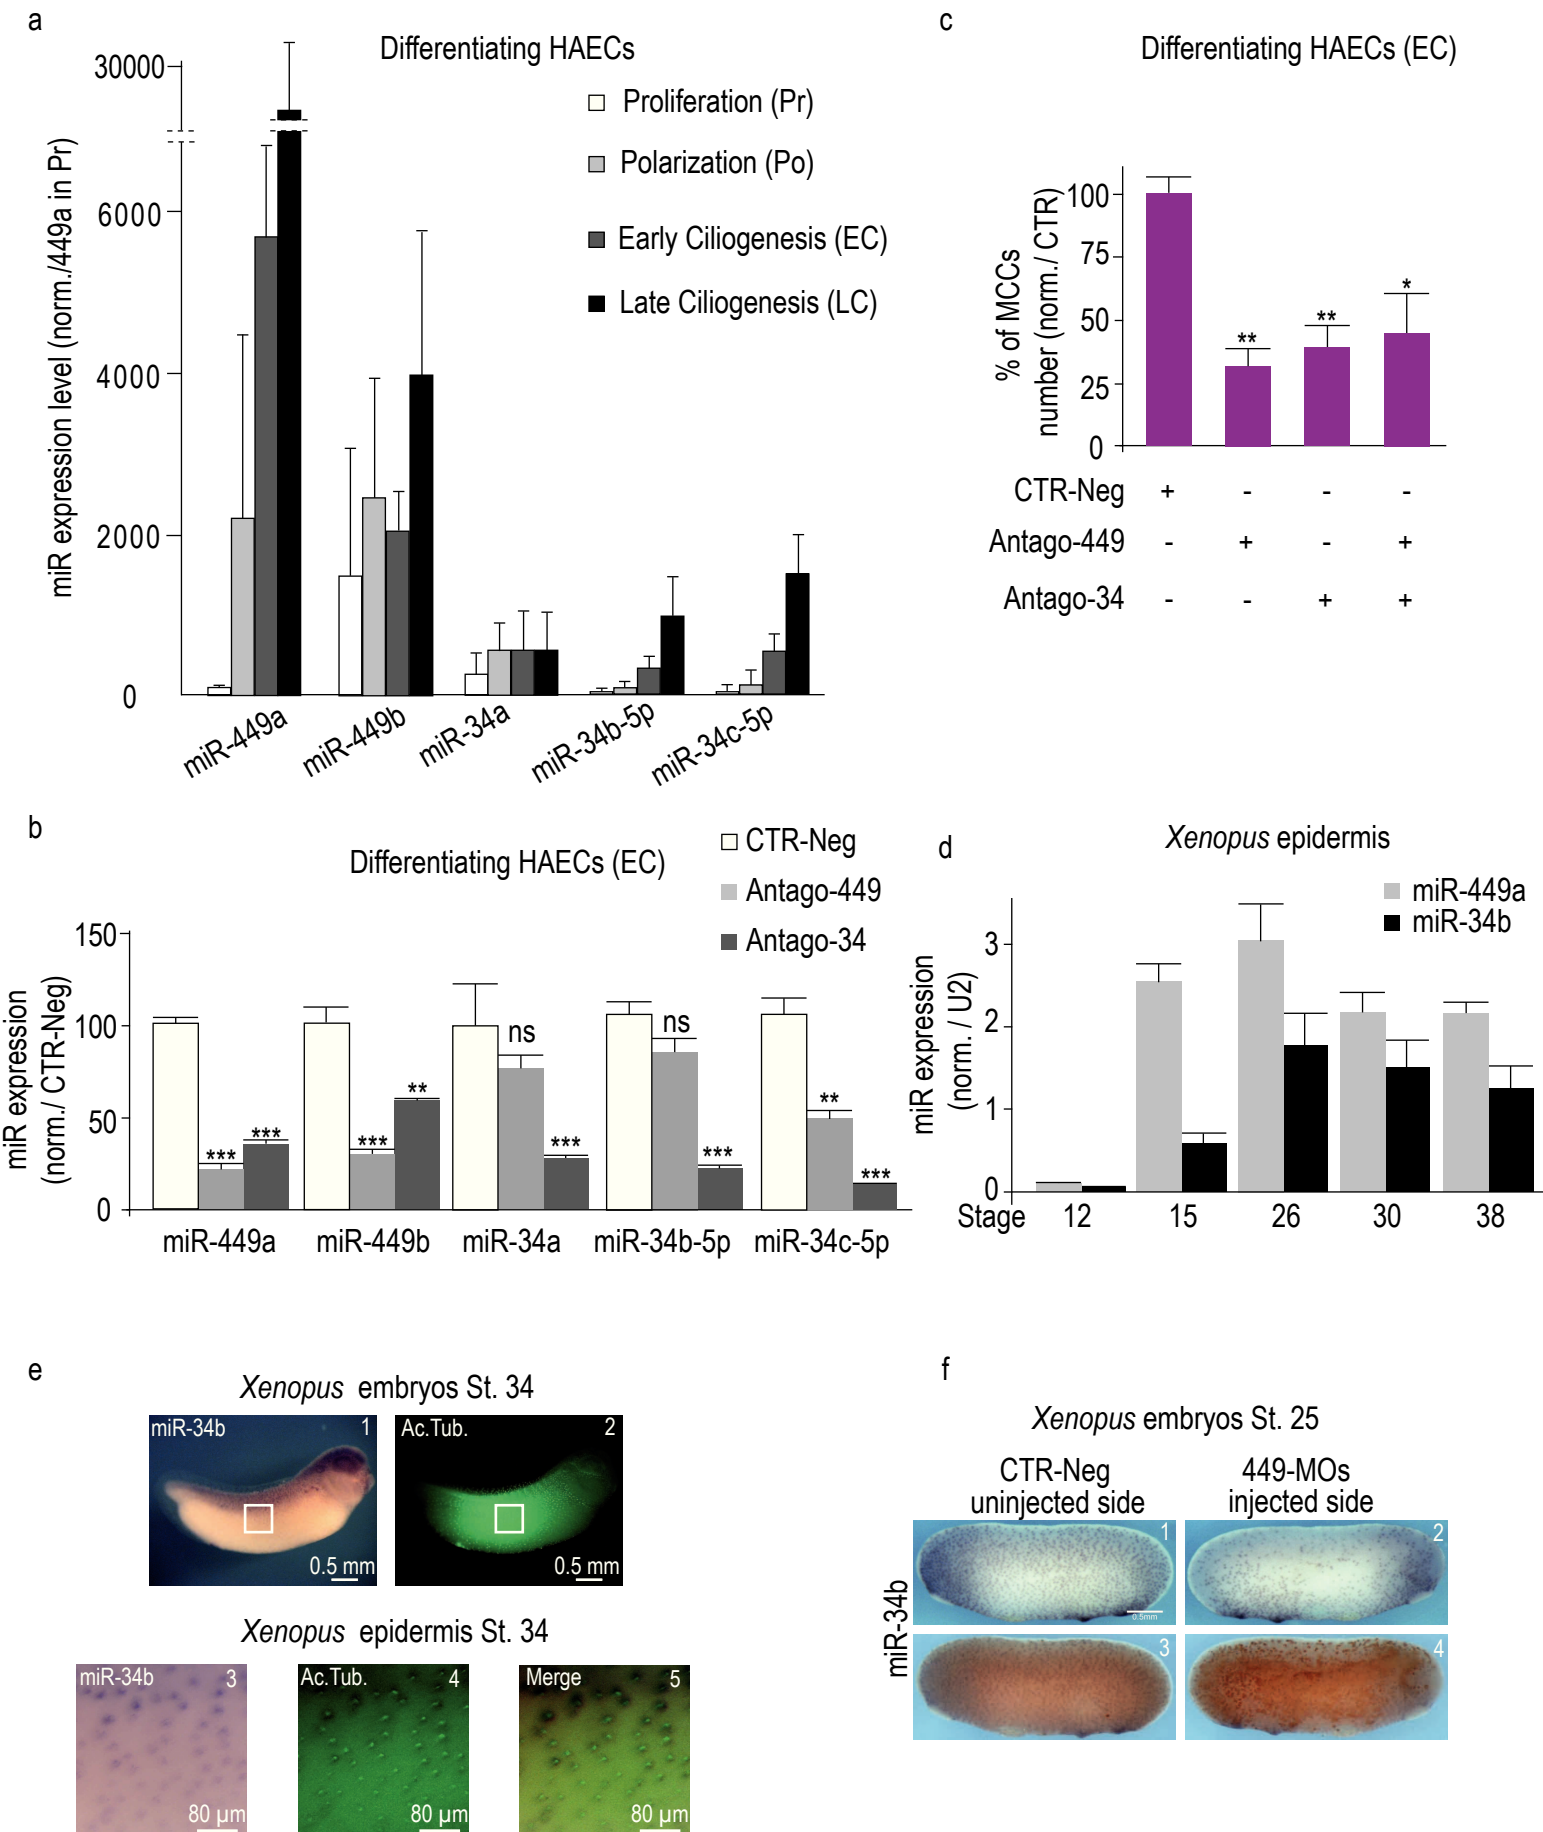 a
Differentiating HAECs
miR expression level (norm./449a in Pr)
30000
6000
4000
2000
0
Proliferation (Pr)
Polarization (Po)
Early Ciliogenesis (EC)
Late Ciliogenesis (LC)
miR-449a
miR-449b
miR-34a
miR-34b-5p
miR-34c-5p
c
Differentiating HAECs (EC)
% of MCCs
number (norm./ CTR)
100
75
50
25
0
**
**
*
CTR-Neg + - - -
Antago-449 - + - +
Antago-34 - - + +
b
Differentiating HAECs (EC)
CTR-Neg
Antago-449
Antago-34
miR expression
(norm./ CTR-Neg)
150
100
50
0
*** *** *** ** ns *** ns *** ** ***
miR-449a miR-449b miR-34a miR-34b-5p miR-34c-5p
d
Xenopus epidermis
miR-449a
miR-34b
miR expression
(norm. / U2)
3
2
1
0
Stage 12 15 26 30 38
e
Xenopus embryos St. 34
miR-34b 1
0.5 mm
Ac.Tub. 2
0.5 mm
Xenopus epidermis St. 34
miR-34b 3
80 µm
Ac.Tub. 4
80 µm
Merge 5
80 µm
f
Xenopus embryos St. 25
CTR-Neg
uninjected side
449-MOs
injected side
miR-34b
1
0.5mm
2
3
4